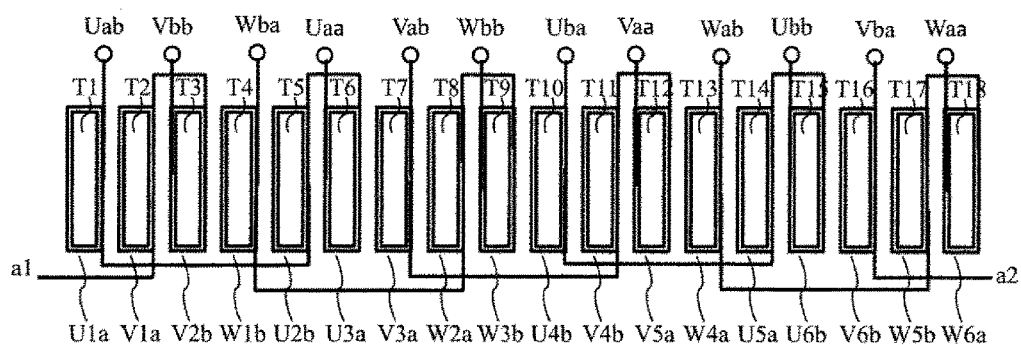 Uab Vbb Wba Uaa Vab Wbb Uba Vaa Wab Ubb Vba Waa
T1 T2 T3 T4 T5 T6 T7 T8 T9 T10 T11 T12 T13 T14 T15 T16 T17 T18
a1 a2
U1a V1a V2b W1b U2b U3a V3a W2a W3b U4b V4b V5a W4a U5a U6b V6b W5b W6a